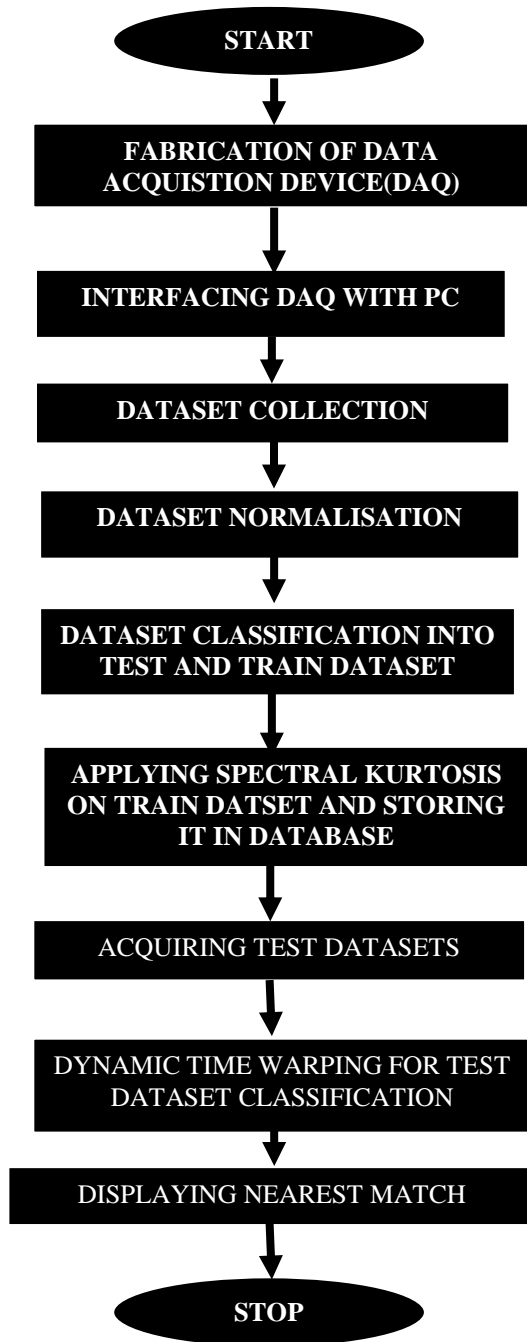 START
FABRICATION OF DATA
ACQUISTION DEVICE(DAQ)
INTERFACING DAQ WITH PC
DATASET COLLECTION
DATASET NORMALISATION
DATASET CLASSIFICATION INTO
TEST AND TRAIN DATASET
APPLYING SPECTRAL KURTOSIS
ON TRAIN DATSET AND STORING
IT IN DATABASE
ACQUIRING TEST DATASETS
DYNAMIC TIME WARPING FOR TEST
DATASET CLASSIFICATION
DISPLAYING NEAREST MATCH
STOP